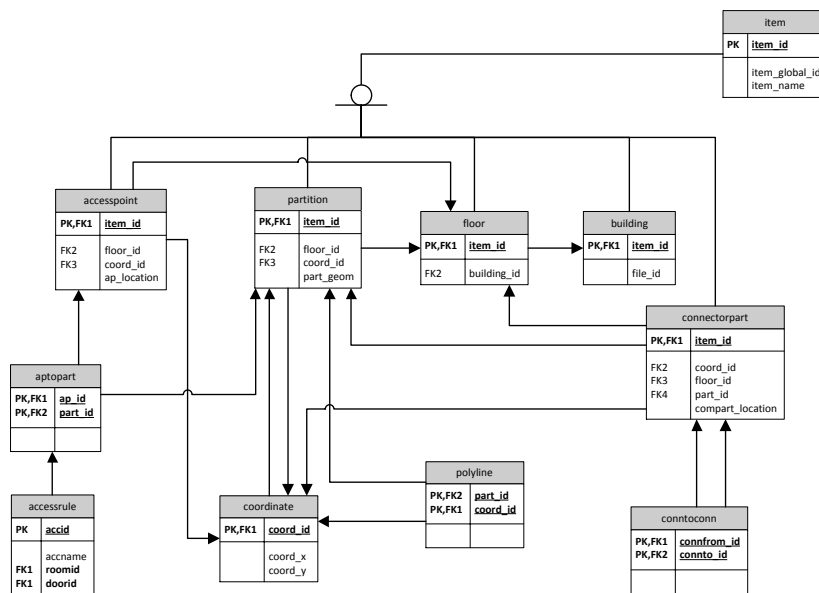 item
PK item_id
item_global_id
item_name
accesspoint
PK,FK1 item_id
FK2 floor_id
FK3 coord_id
ap_location
partition
PK,FK1 item_id
FK2 floor_id
FK3 coord_id
part_geom
floor
PK,FK1 item_id
FK2 building_id
building
PK,FK1 item_id
file_id
connectorpart
PK,FK1 item_id
FK2 coord_id
FK3 floor_id
FK4 part_id
compart_location
aptopart
PK,FK1 ap_id
PK,FK2 part_id
polyline
PK,FK2 part_id
PK,FK1 coord_id
accessrule
PK accid
accname
FK1 roomid
FK1 doorid
coordinate
PK,FK1 coord_id
coord_x
coord_y
conntoconn
PK,FK1 connfrom_id
PK,FK2 connto_id